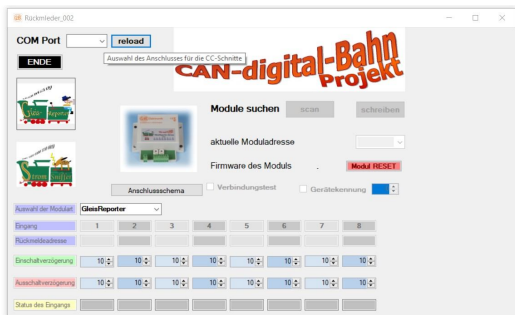 Rückmieder_002
COM Port
reload
Auswahl des Anschlusses für die CC-Schnitte
ENDE
CAN-digital-Bahn
Projekt
Module suchen
scan
schreiben
aktuelle Moduladresse
Firmware des Moduls
.
Modul RESET
Anschlussschema
Verbindungstest
Gerätekennung
Auswahl der Modulart
GleisReporter
Eingang
1 2 3 4 5 6 7 8
Rückmeldeadresse
Einschaltverzögerung
10 10 10 10 10 10 10 10
Ausschaltverzögerung
10 10 10 10 10 10 10 10
Status des Eingangs